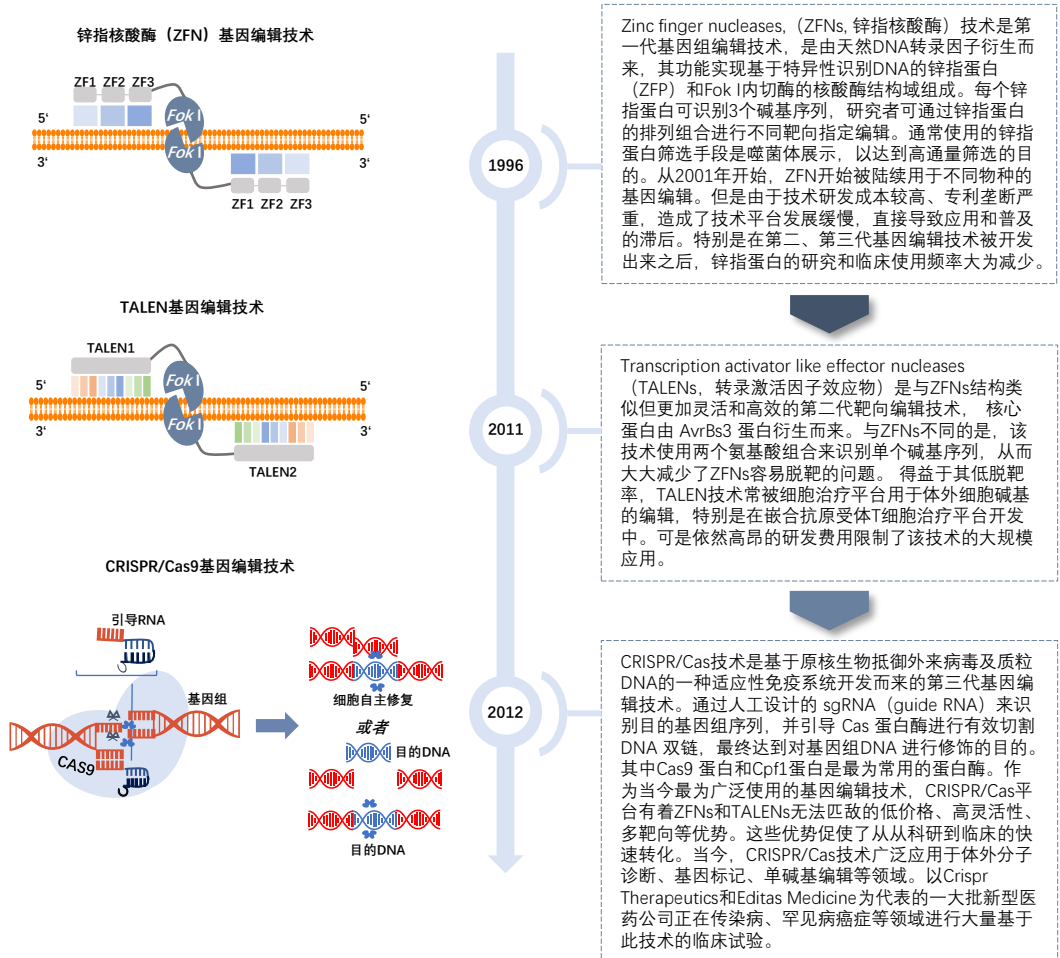 锌指核酸酶（ZFN）基因编辑技术
ZF1 ZF2 ZF3
Fok I
5‘ 5‘
Fok I
3‘ 3‘
ZF1 ZF2 ZF3
1996
Zinc finger nucleases,（ZFNs, 锌指核酸酶）技术是第
一代基因组编辑技术，是由天然DNA转录因子衍生而
来，其功能实现基于特异性识别DNA的锌指蛋白
（ZFP）和Fok I内切酶的核酸酶结构域组成。每个锌
指蛋白可识别3个碱基序列，研究者可通过锌指蛋白
的排列组合进行不同靶向指定编辑。通常使用的锌指
蛋白筛选手段是噬菌体展示，以达到高通量筛选的目
的。从2001年开始，ZFN开始被陆续用于不同物种的
基因编辑。但是由于技术研发成本较高、专利垄断严
重，造成了技术平台发展缓慢，直接导致应用和普及
的滞后。特别是在第二、第三代基因编辑技术被开发
出来之后，锌指蛋白的研究和临床使用频率大为减少。
TALEN基因编辑技术
TALEN1
Fok I
5‘ 5‘
Fok I
3‘ 3‘
TALEN2
2011
Transcription activator like effector nucleases
（TALENs，转录激活因子效应物）是与ZFNs结构类
似但更加灵活和高效的第二代靶向编辑技术， 核心
蛋白由 AvrBs3 蛋白衍生而来。与ZFNs不同的是，该
技术使用两个氨基酸组合来识别单个碱基序列，从而
大大减少了ZFNs容易脱靶的问题。 得益于其低脱靶
率，TALEN技术常被细胞治疗平台用于体外细胞碱基
的编辑，特别是在嵌合抗原受体T细胞治疗平台开发
中。可是依然高昂的研发费用限制了该技术的大规模
应用。
CRISPR/Cas9基因编辑技术
引导RNA
基因组
CAS9
细胞自主修复
或者
目的DNA
目的DNA
2012
CRISPR/Cas技术是基于原核生物抵御外来病毒及质粒
DNA的一种适应性免疫系统开发而来的第三代基因编
辑技术。通过人工设计的 sgRNA（guide RNA）来识
别目的基因组序列，并引导 Cas 蛋白酶进行有效切割
DNA 双链，最终达到对基因组DNA 进行修饰的目的。
其中Cas9 蛋白和Cpf1蛋白是最为常用的蛋白酶。作
为当今最为广泛使用的基因编辑技术，CRISPR/Cas平
台有着ZFNs和TALENs无法匹敌的低价格、高灵活性、
多靶向等优势。这些优势促使了从从科研到临床的快
速转化。当今，CRISPR/Cas技术广泛应用于体外分子
诊断、基因标记、单碱基编辑等领域。以Crispr
Therapeutics和Editas Medicine为代表的一大批新型医
药公司正在传染病、罕见病癌症等领域进行大量基于
此技术的临床试验。